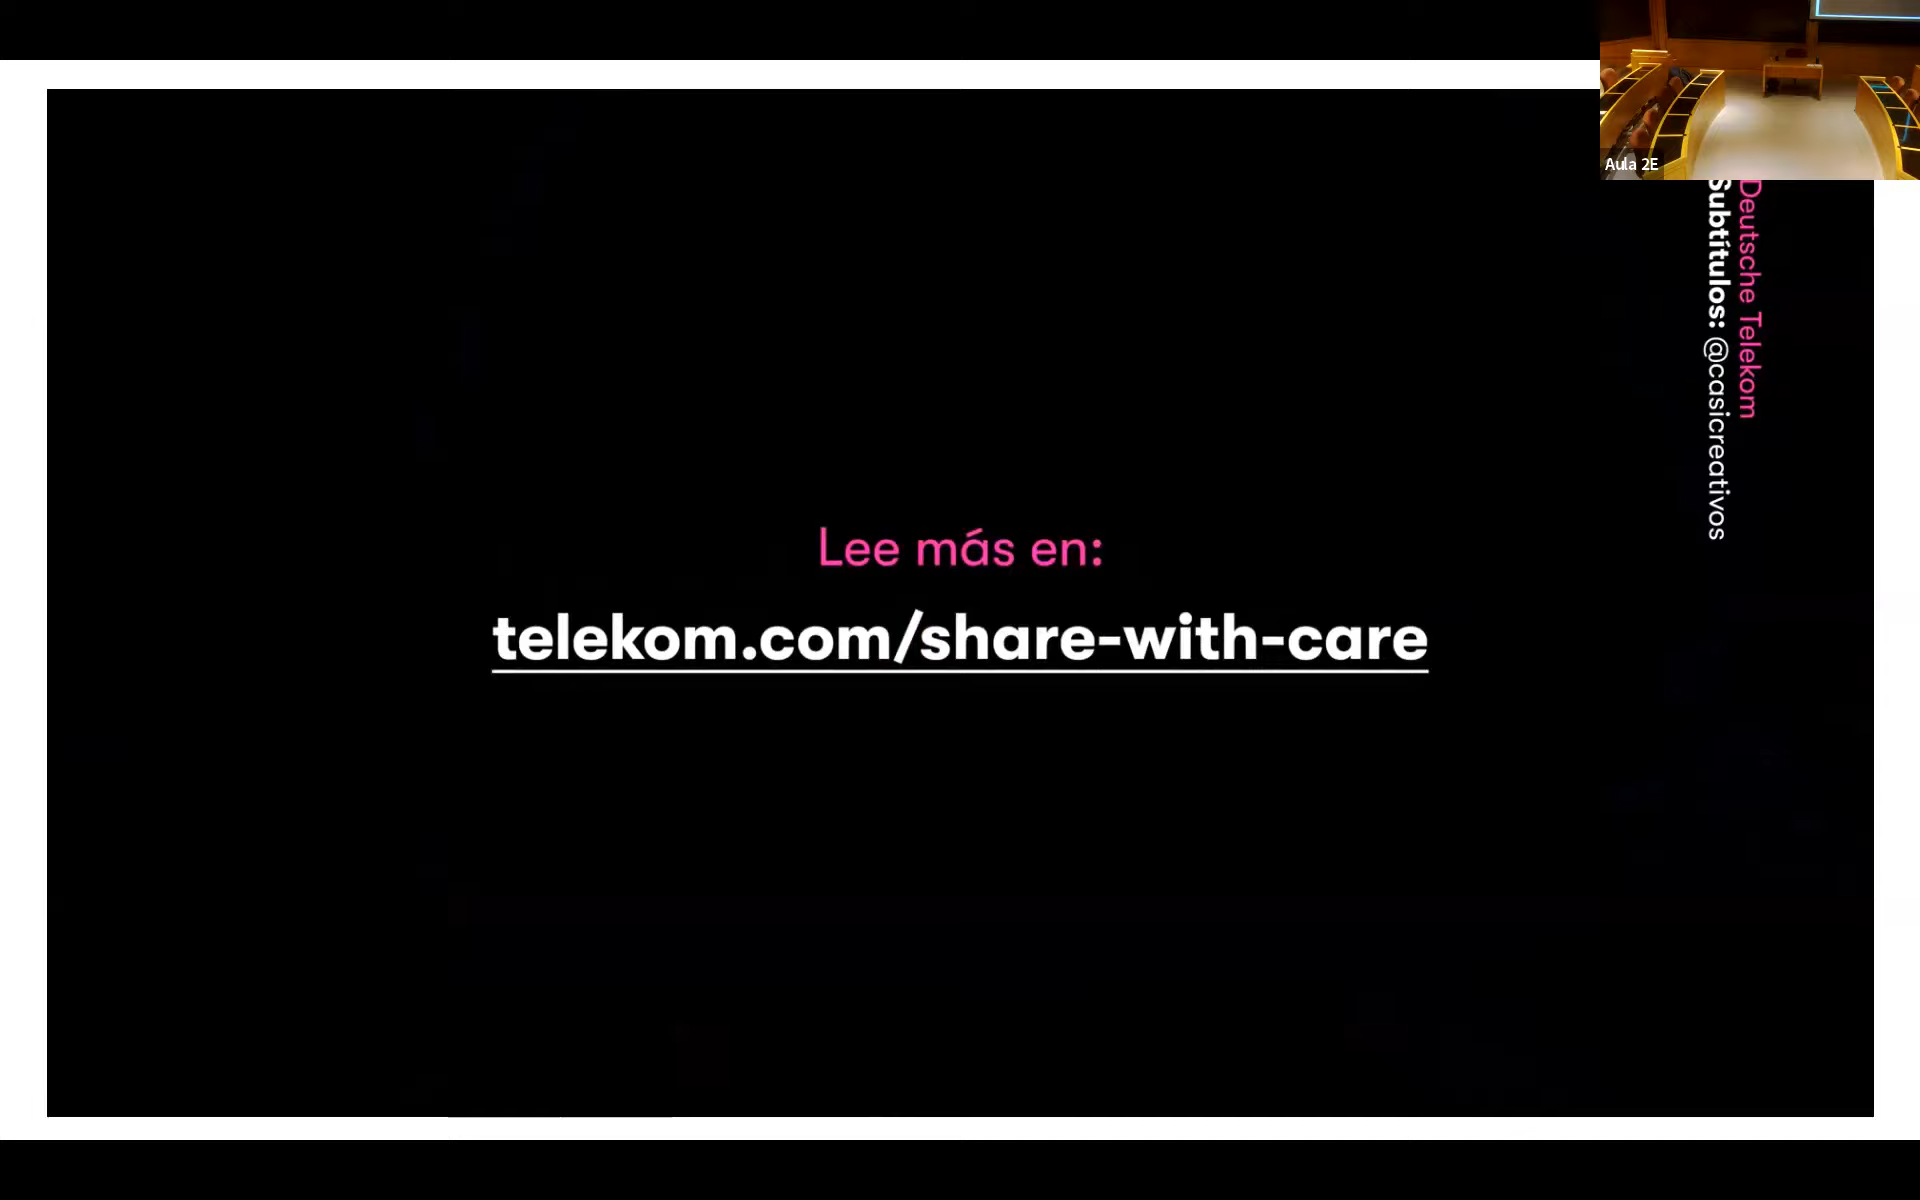 Aula 2E
Deutsche Telekom
Subtítulos: @casicreativos
Lee más en:
telekom.com/share-with-care